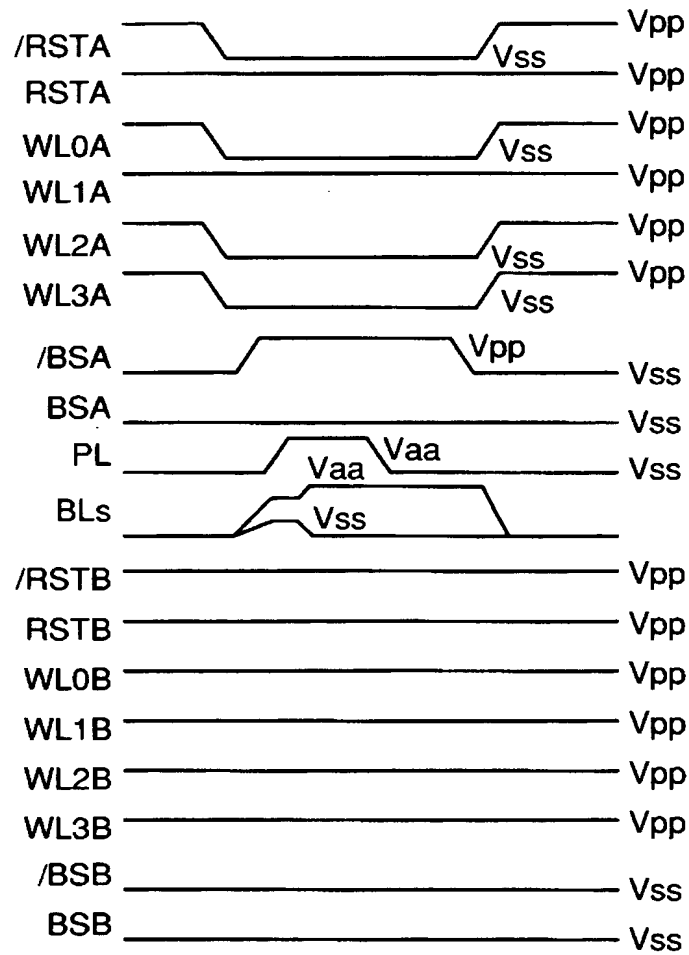 /RSTA Vpp
Vss
RSTA Vpp
WL0A Vpp
Vss
WL1A Vpp
WL2A Vpp
Vss
WL3A Vpp
Vss
/BSA Vpp
Vss
BSA Vss
PL Vaa Vss
BLs Vaa
Vss
/RSTB Vpp
RSTB Vpp
WL0B Vpp
WL1B Vpp
WL2B Vpp
WL3B Vpp
/BSB Vss
BSB Vss